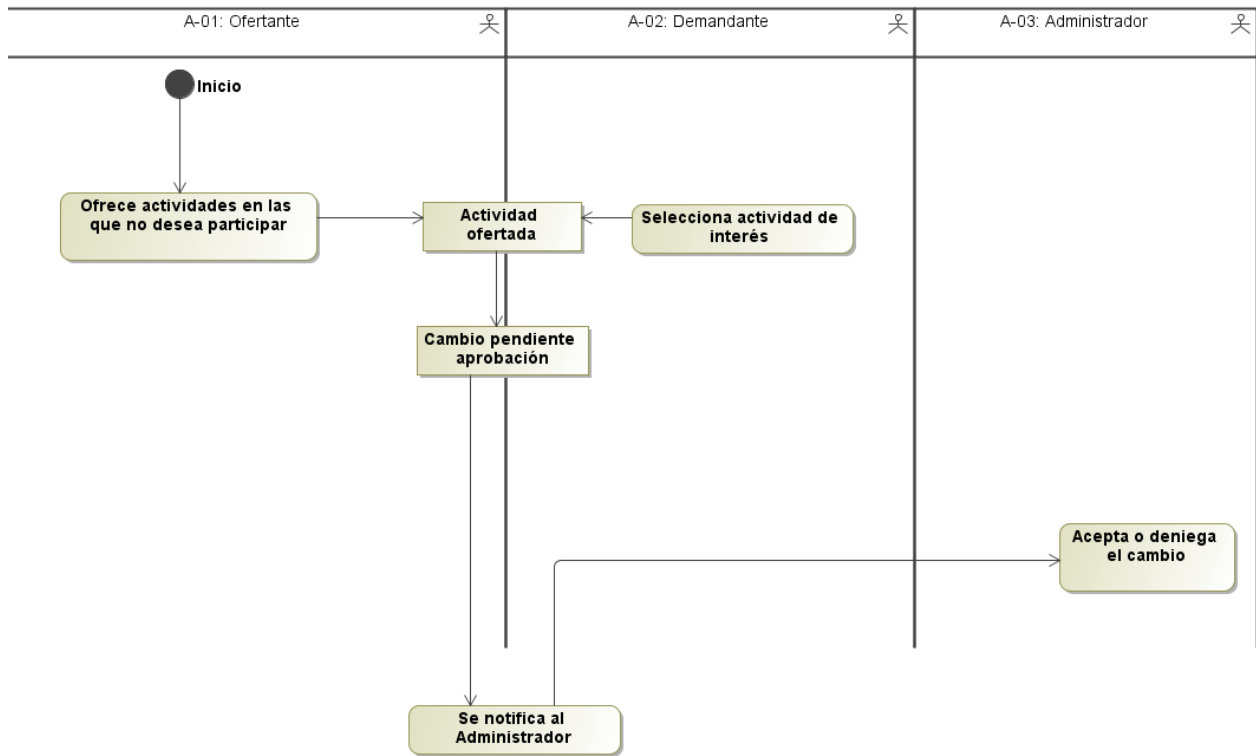 A-01: Ofertante
A-02: Demandante
A-03: Administrador
Inicio
Ofrece actividades en las
que no desea participar
Actividad
ofertada
Selecciona actividad de
interés
Cambio pendiente
aprobación
Acepta o deniega
el cambio
Se notifica al
Administrador